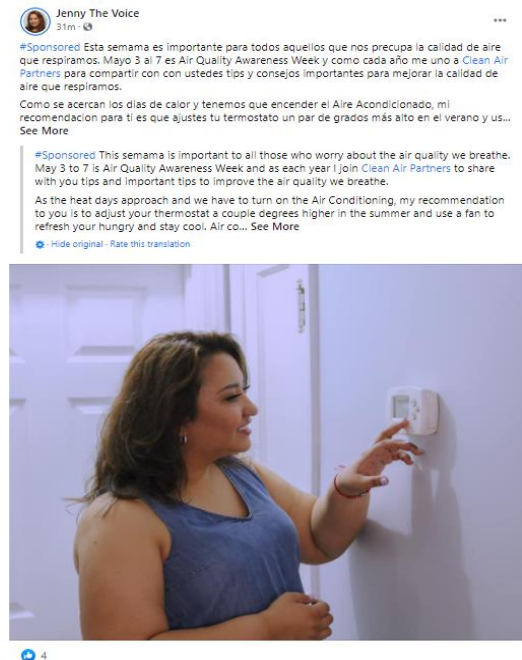 Jenny The Voice
31m ·
#Sponsored Esta semama es importante para todos aquellos que nos precupa la calidad de aire
que respiramos. Mayo 3 al 7 es Air Quality Awareness Week y como cada año me uno a Clean Air
Partners para compartir con con ustedes tips y consejos importantes para mejorar la calidad de
aire que respiramos.
Como se acercan los dias de calor y tenemos que encender el Aire Acondicionado, mi
recomendacion para ti es que ajustes tu termostato un par de grados más alto en el verano y us...
See More
#Sponsored This semama is important to all those who worry about the air quality we breathe.
May 3 to 7 is Air Quality Awareness Week and as each year I join Clean Air Partners to share
with you tips and important tips to improve the air quality we breathe.
As the heat days approach and we have to turn on the Air Conditioning, my recommendation
to you is to adjust your thermostat a couple degrees higher in the summer and use a fan to
refresh your hungry and stay cool. Air co... See More
· Hide original · Rate this translation
4